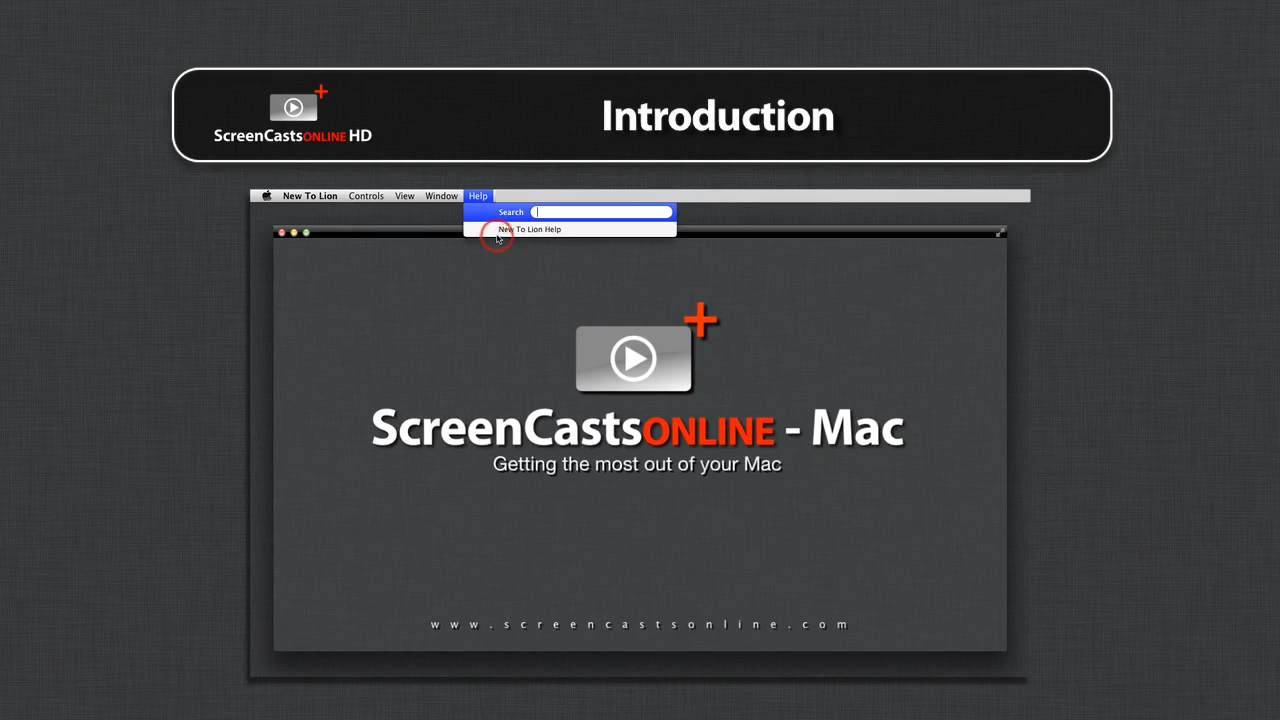 ScreenCastsONLINE HD
Introduction
New To Lion Controls View Window Help
Search
New To Lion Help
ScreenCastsONLINE - Mac
Getting the most out of your Mac
www.screencastsonline.com